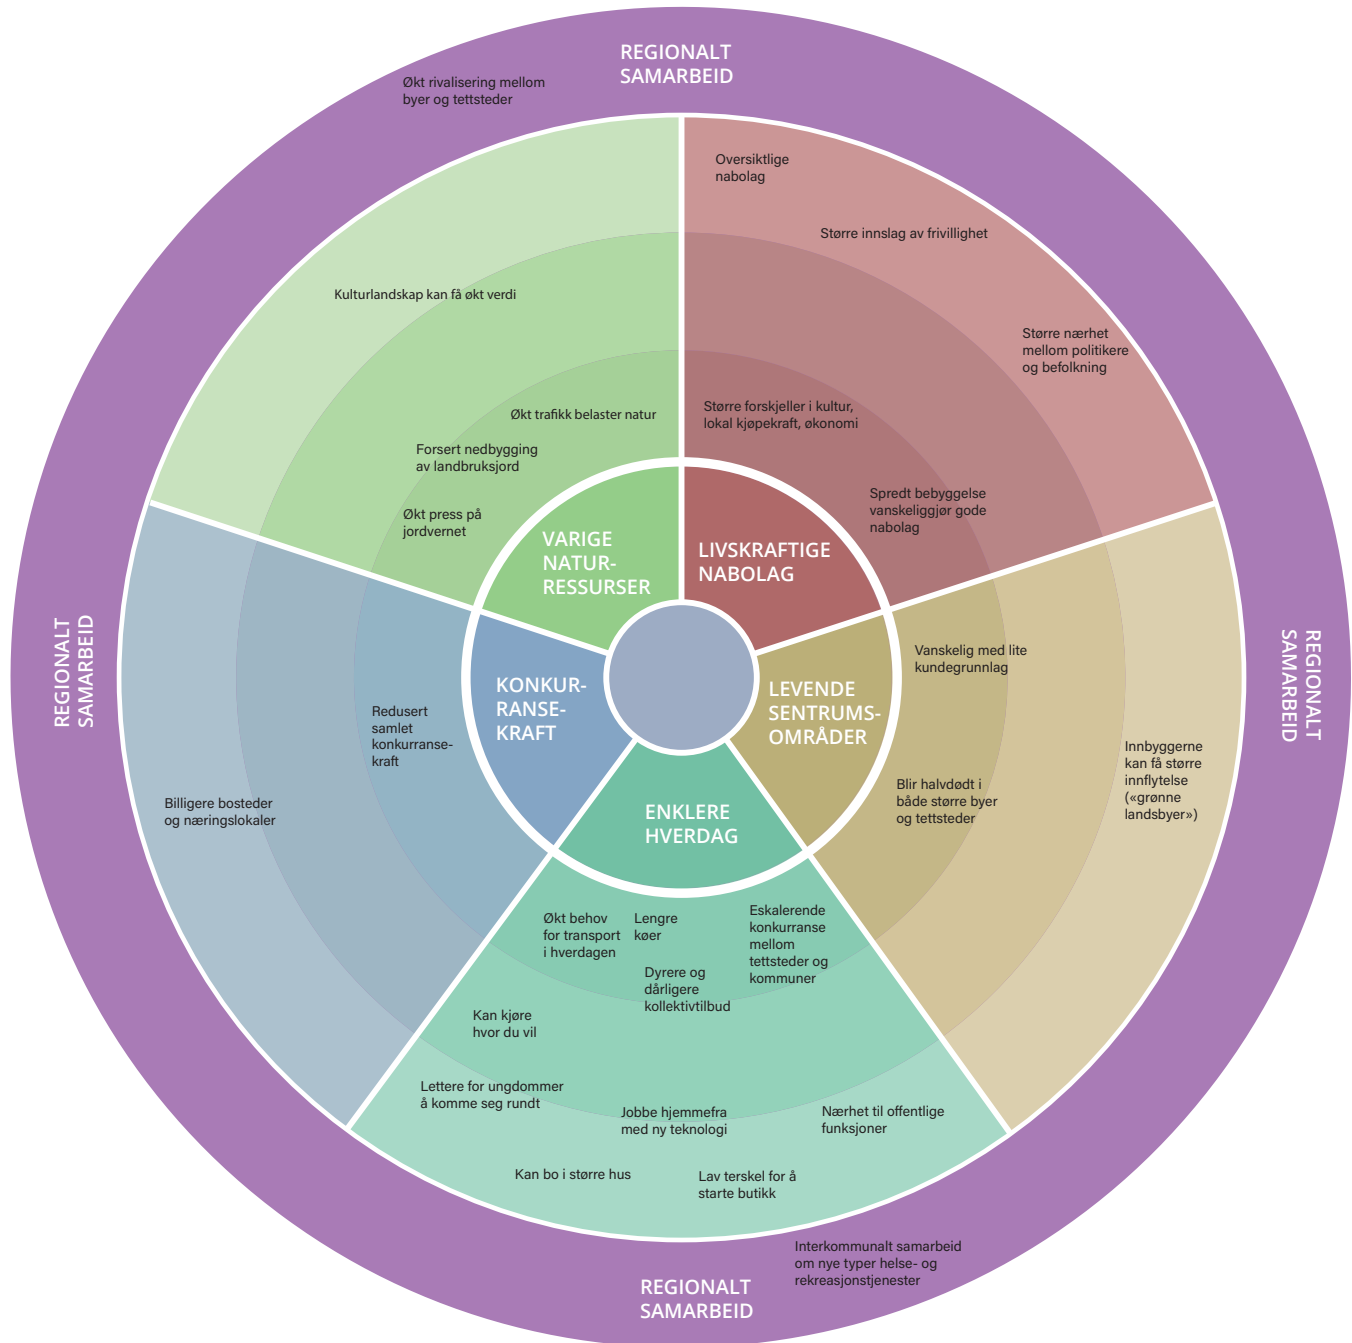 REGIONALT
SAMARBEID
Økt rivalisering mellom
byer og tettsteder
Oversiktlige
nabolag
Større innslag av frivillighet
Kulturlandskap kan få økt verdi
Større nærhet
mellom politikere
og befolkning
Økt trafikk belaster natur
Større forskjeller i kultur,
lokal kjøpekraft, økonomi
Forsert nedbygging
av landbruksjord
Økt press på
jordvernet
Spredt bebyggelse
vanskeliggjør gode
nabolag
VARIGE
NATUR-
RESSURSER
LIVSKRAFTIGE
NABOLAG
REGIONALT
SAMARBEID
KONKUR-
RANSE-
KRAFT
LEVENDE
SENTRUMS-
OMRÅDER
Vanskelig med lite
kundegrunnlag
REGIONALT
SAMARBEID
Redusert
samlet
konkurranse-
kraft
Billigere bosteder
og næringslokaler
Blir halvdødt i
både større byer
og tettsteder
Innbyggerne
kan få større
innflytelse
(«grønne
landsbyer»)
ENKLERE
HVERDAG
Økt behov
for transport
i hverdagen
Lengre
køer
Eskalerende
konkurranse
mellom
tettsteder og
kommuner
Dyrere og
dårligere
kollektivtilbud
Kan kjøre
hvor du vil
Lettere for ungdommer
å komme seg rundt
Jobbe hjemmefra
med ny teknologi
Nærhet til offentlige
funksjoner
Kan bo i større hus
Lav terskel for å
starte butikk
Interkommunalt samarbeid
om nye typer helse- og
rekreasjonstjenester
REGIONALT
SAMARBEID